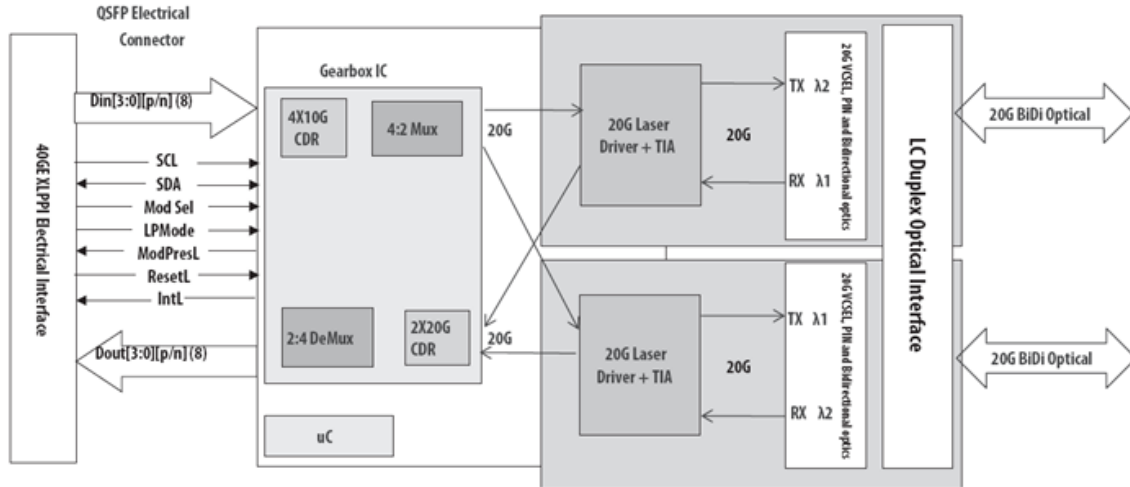 QSFP Electrical
Connector
40GE XLPPI Electrical Interface
Din[3:0][p/n] (8)
SCL
SDA
Mod Sel
LPMode
ModPresL
ResetL
IntL
Dout[3:0][p/n] (8)
Gearbox IC
4X10G
CDR
4:2 Mux
2:4 DeMux
2X20G
CDR
uC
20G
20G
20G Laser
Driver + TIA
20G
TX λ2
RX λ1
20G VCSEL, PIN and Bidirectional optics
20G Laser
Driver + TIA
20G
TX λ1
RX λ2
20G VCSEL, PIN and Bidirectional optics
LC Duplex Optical Interface
20G BiDi Optical
20G BiDi Optical